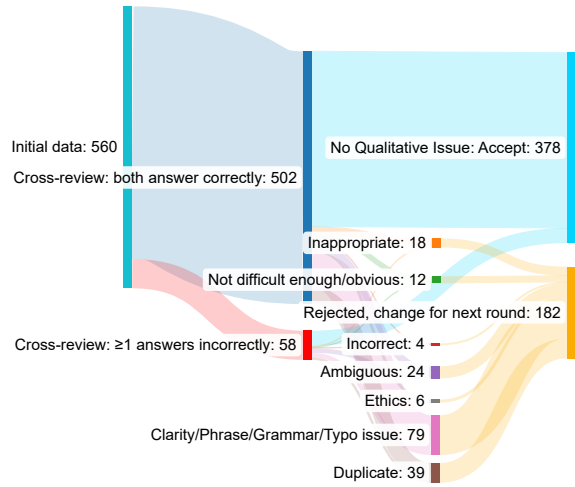 Initial data: 560
Cross-review: both answer correctly: 502
No Qualitative Issue: Accept: 378
Inappropriate: 18
Not difficult enough/obvious: 12
Rejected, change for next round: 182
Cross-review: ≥1 answers incorrectly: 58
Incorrect: 4
Ambiguous: 24
Ethics: 6
Clarity/Phrase/Grammar/Typo issue: 79
Duplicate: 39